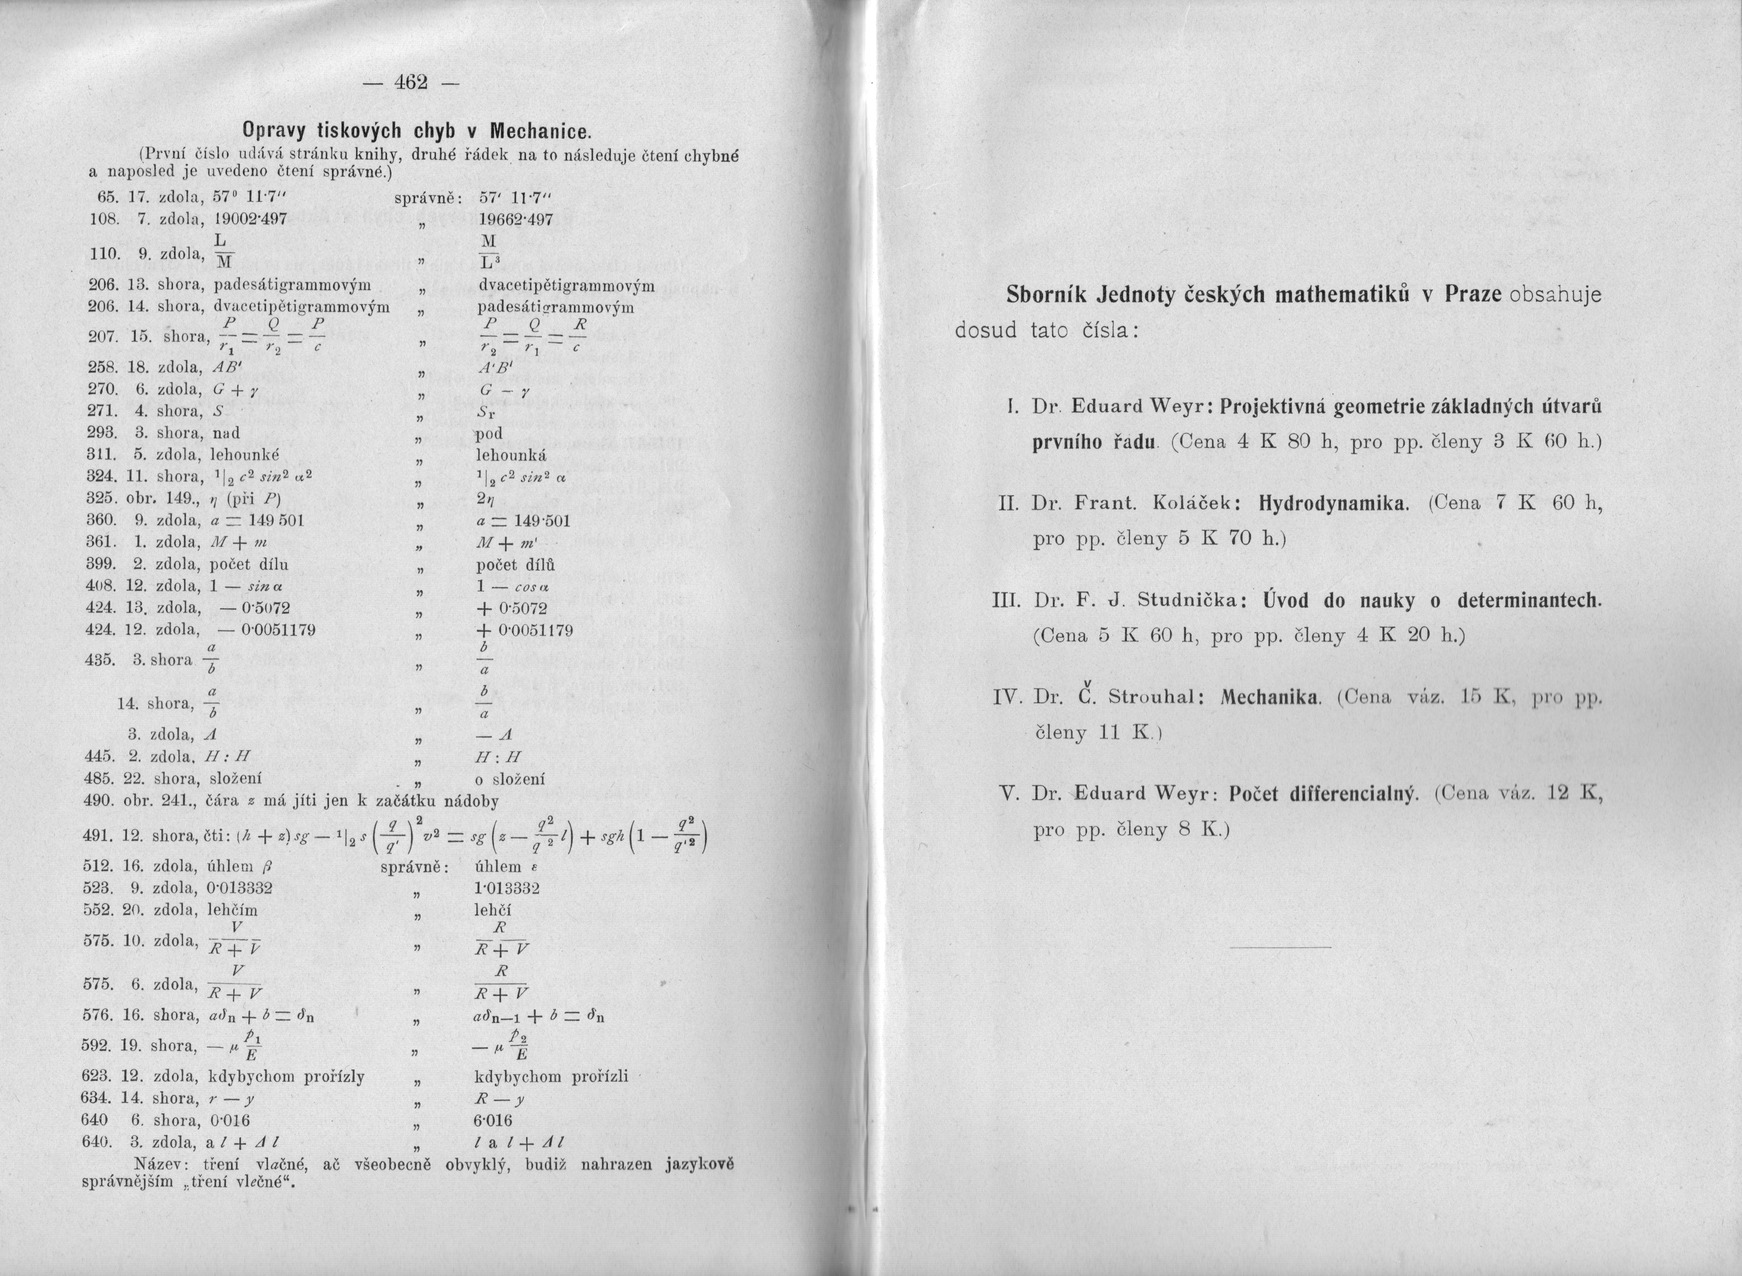 — 462 —
Opravy tiskových chyb v Mechanice.
(První číslo udává stránku knihy, druhé řádek na to následuje čtení chybné
a naposled je uvedeno čtení správné.)
65. 17. zdola, 57⁰ 11·7″ správně: 57′ 11·7″
108. 7. zdola, 19002·497 „ 19662·497
110. 9. zdola, L/M „ M/L³
206. 13. shora, padesátigrammovým „ dvacetipětigrammovým
206. 14. shora, dvacetipětigrammovým „ padesátigrammovým
207. 15. shora, P/r₁ = Q/r₂ = P/c „ P/r₂ = Q/r₁ = R/c
258. 18. zdola, AB' „ A'B'
270. 6. zdola, G + γ „ G − γ
271. 4. shora, S „ Sr
293. 3. shora, nad „ pod
311. 5. zdola, lehounké „ lehounká
324. 11. shora, ¹|₂ c² sin² α² „ ¹|₂ c² sin² α
325. obr. 149., η (při P) „ 2η
360. 9. zdola, a = 149 501 „ a = 149·501
361. 1. zdola, M + m „ M + m'
399. 2. zdola, počet dílu „ počet dílů
408. 12. zdola, 1 — sin α „ 1 — cos α
424. 13. zdola, — 0·5072 „ + 0·5072
424. 12. zdola, — 0·0051179 „ + 0·0051179
435. 3. shora a/b „ b/a
14. shora, a/b „ b/a
3. zdola, A „ — A
445. 2. zdola, H : H „ H : H
485. 22. shora, složení „ o složení
490. obr. 241., čára z má jíti jen k začátku nádoby
491. 12. shora, čti: (h + z) sg — ¹|₂ s (q/q')² v² = sg (z — q²/q'² l) + sgh (1 — q²/q'²)
512. 16. zdola, úhlem β správně: úhlem ε
523. 9. zdola, 0·013332 „ 1·013332
552. 20. zdola, lehčím „ lehčí
575. 10. zdola, V/(R + V) „ R/(R + V)
575. 6. zdola, V/(R + V) „ R/(R + V)
576. 16. shora, aδn + b = δn „ aδn—1 + b = δn
592. 19. shora, — μ p₁/E „ — μ p₂/E
623. 12. zdola, kdybychom prořízly „ kdybychom prořízli
634. 14. shora, r — y „ R — y
640 6. shora, 0·016 „ 6·016
640. 3. zdola, a l + Δ l „ l a l + Δl
Název: tření vlačné, ač všeobecně obvyklý, budiž nahrazen jazykově
správnějším „tření vlečné“.
Sborník Jednoty českých mathematiků v Praze obsahuje
dosud tato čísla:
I. Dr. Eduard Weyr: Projektivná geometrie základných útvarů
prvního řadu. (Cena 4 K 80 h, pro pp. členy 3 K 60 h.)
II. Dr. Frant. Koláček: Hydrodynamika. (Cena 7 K 60 h,
pro pp. členy 5 K 70 h.)
III. Dr. F. J. Studnička: Úvod do nauky o determinantech.
(Cena 5 K 60 h, pro pp. členy 4 K 20 h.)
IV. Dr. Č. Strouhal: Mechanika. (Cena váz. 15 K, pro pp.
členy 11 K.)
V. Dr. Eduard Weyr: Počet differencialný. (Cena váz. 12 K,
pro pp. členy 8 K.)